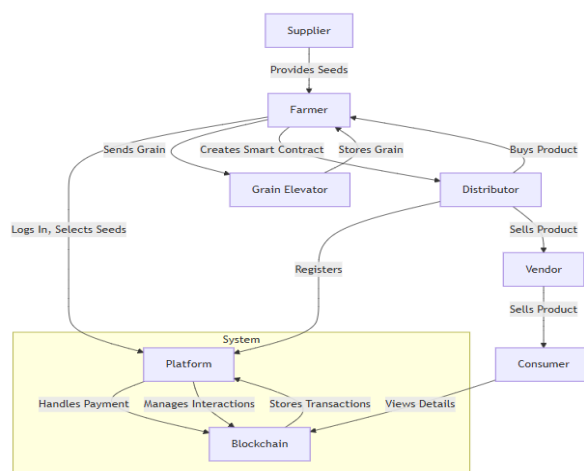 Supplier
Provides Seeds
Farmer
Sends Grain
Creates Smart Contract
Stores Grain
Buys Product
Grain Elevator
Distributor
Logs In, Selects Seeds
Registers
Sells Product
Vendor
Sells Product
System
Platform
Consumer
Handles Payment
Manages Interactions
Stores Transactions
Views Details
Blockchain